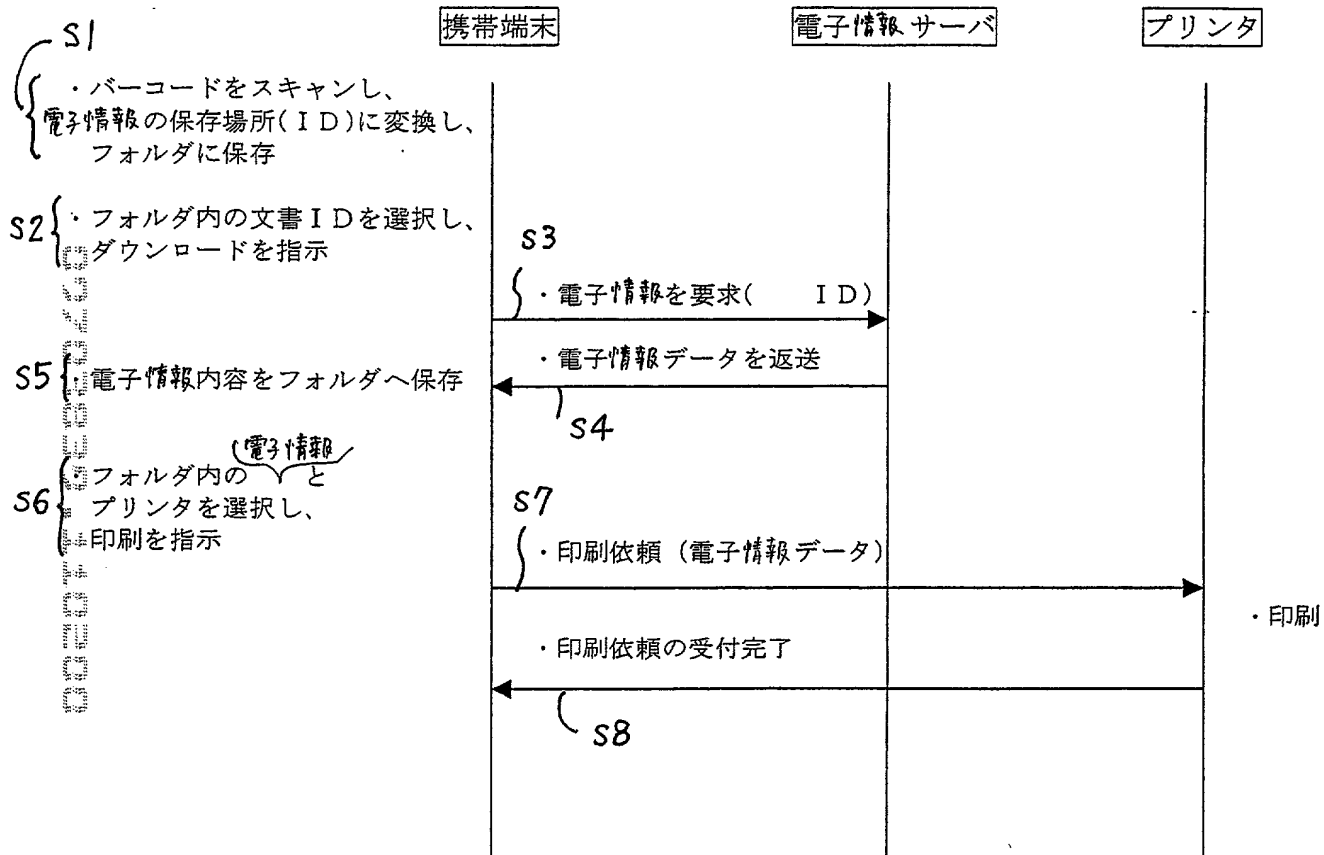 携帯端末
電子情報サーバ
プリンタ
S1
・バーコードをスキャンし、
電子情報の保存場所(ＩＤ)に変換し、
フォルダに保存
S2
・フォルダ内の文書ＩＤを選択し、
ダウンロードを指示
S3
・電子情報を要求(　　ＩＤ)
・電子情報データを返送
S4
S5
・電子情報内容をフォルダへ保存
S6
電子情報
・フォルダ内の　　と
プリンタを選択し、
印刷を指示
S7
・印刷依頼（電子情報データ）
・印刷
・印刷依頼の受付完了
S8